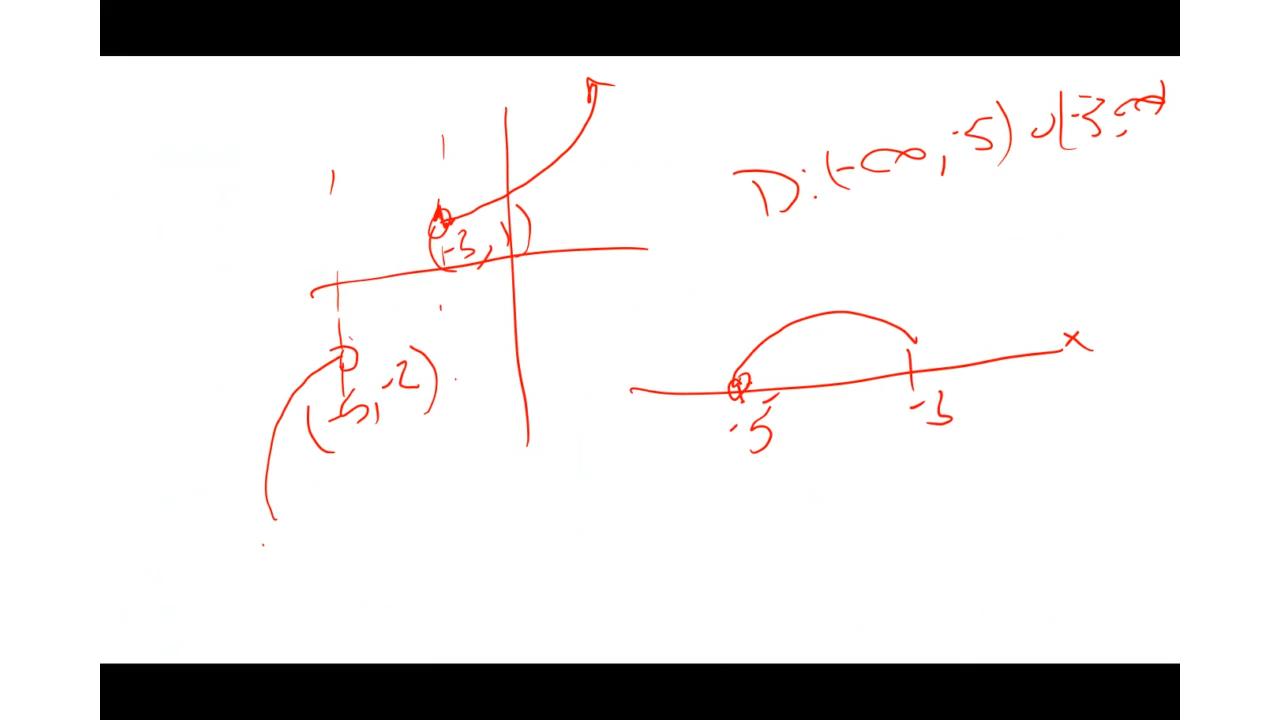 D: (-∞, -5) ∪ [-3, ∞)
(-3, 1)
(-5, -2)
x
-5
-3